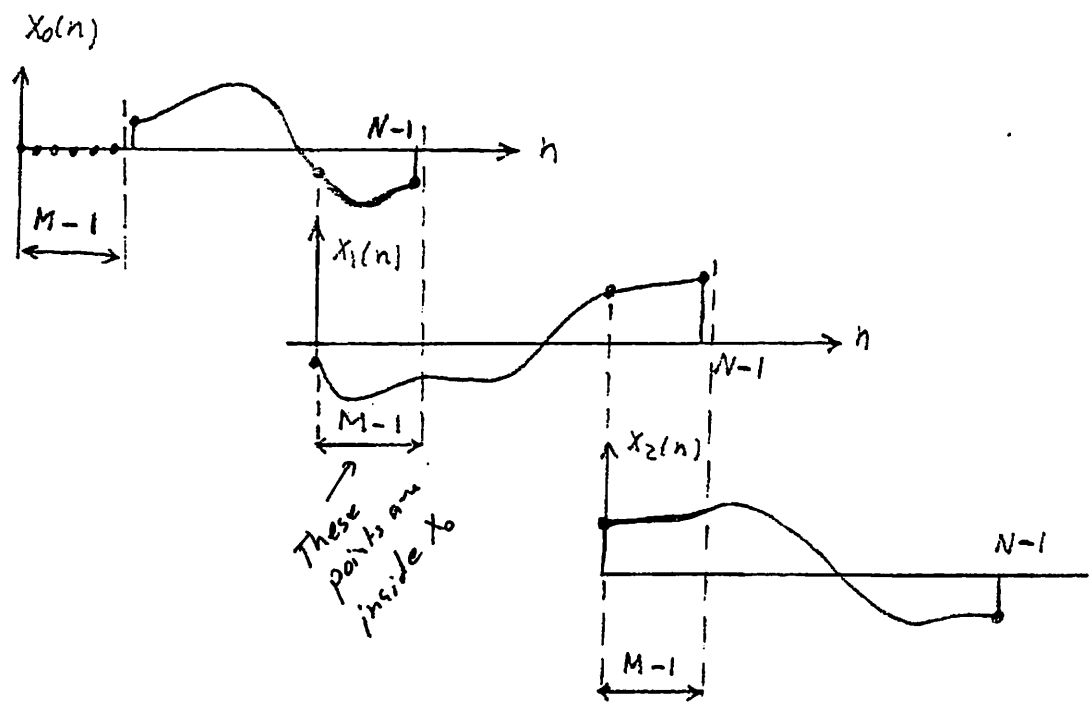 X₀(n)
N-1
n
M-1
X₁(n)
n
N-1
M-1
These
points are
inside X₀
X₂(n)
N-1
M-1